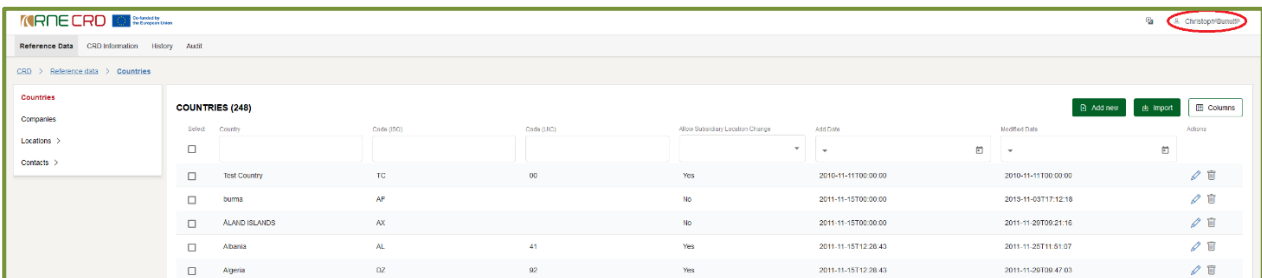 RNE CRD Co-funded by
the European Union
Reference Data CRD Information History Audit
CRD > Reference data > Countries
Countries
Companies
Locations >
Contacts >
COUNTRIES (248)
Add new Import Columns
Select Country Code (ISO) Code (UIC) Allow Subsidiary Location Change Add Date Modified Date Actions
Test Country TC 00 Yes 2010-11-11T00:00:00 2010-11-11T00:00:00
burma No 2011-11-15T00:00:00 2013-11-03T17:12:18
ÅLAND ISLANDS AX No 2011-11-15T00:00:00 2011-11-29T09:21:16
Albania AL 41 Yes 2011-11-15T12:28:43 2011-11-25T11:51:07
Algeria DZ 92 Yes 2011-11-15T12:28:43 2011-11-29T09:47:03